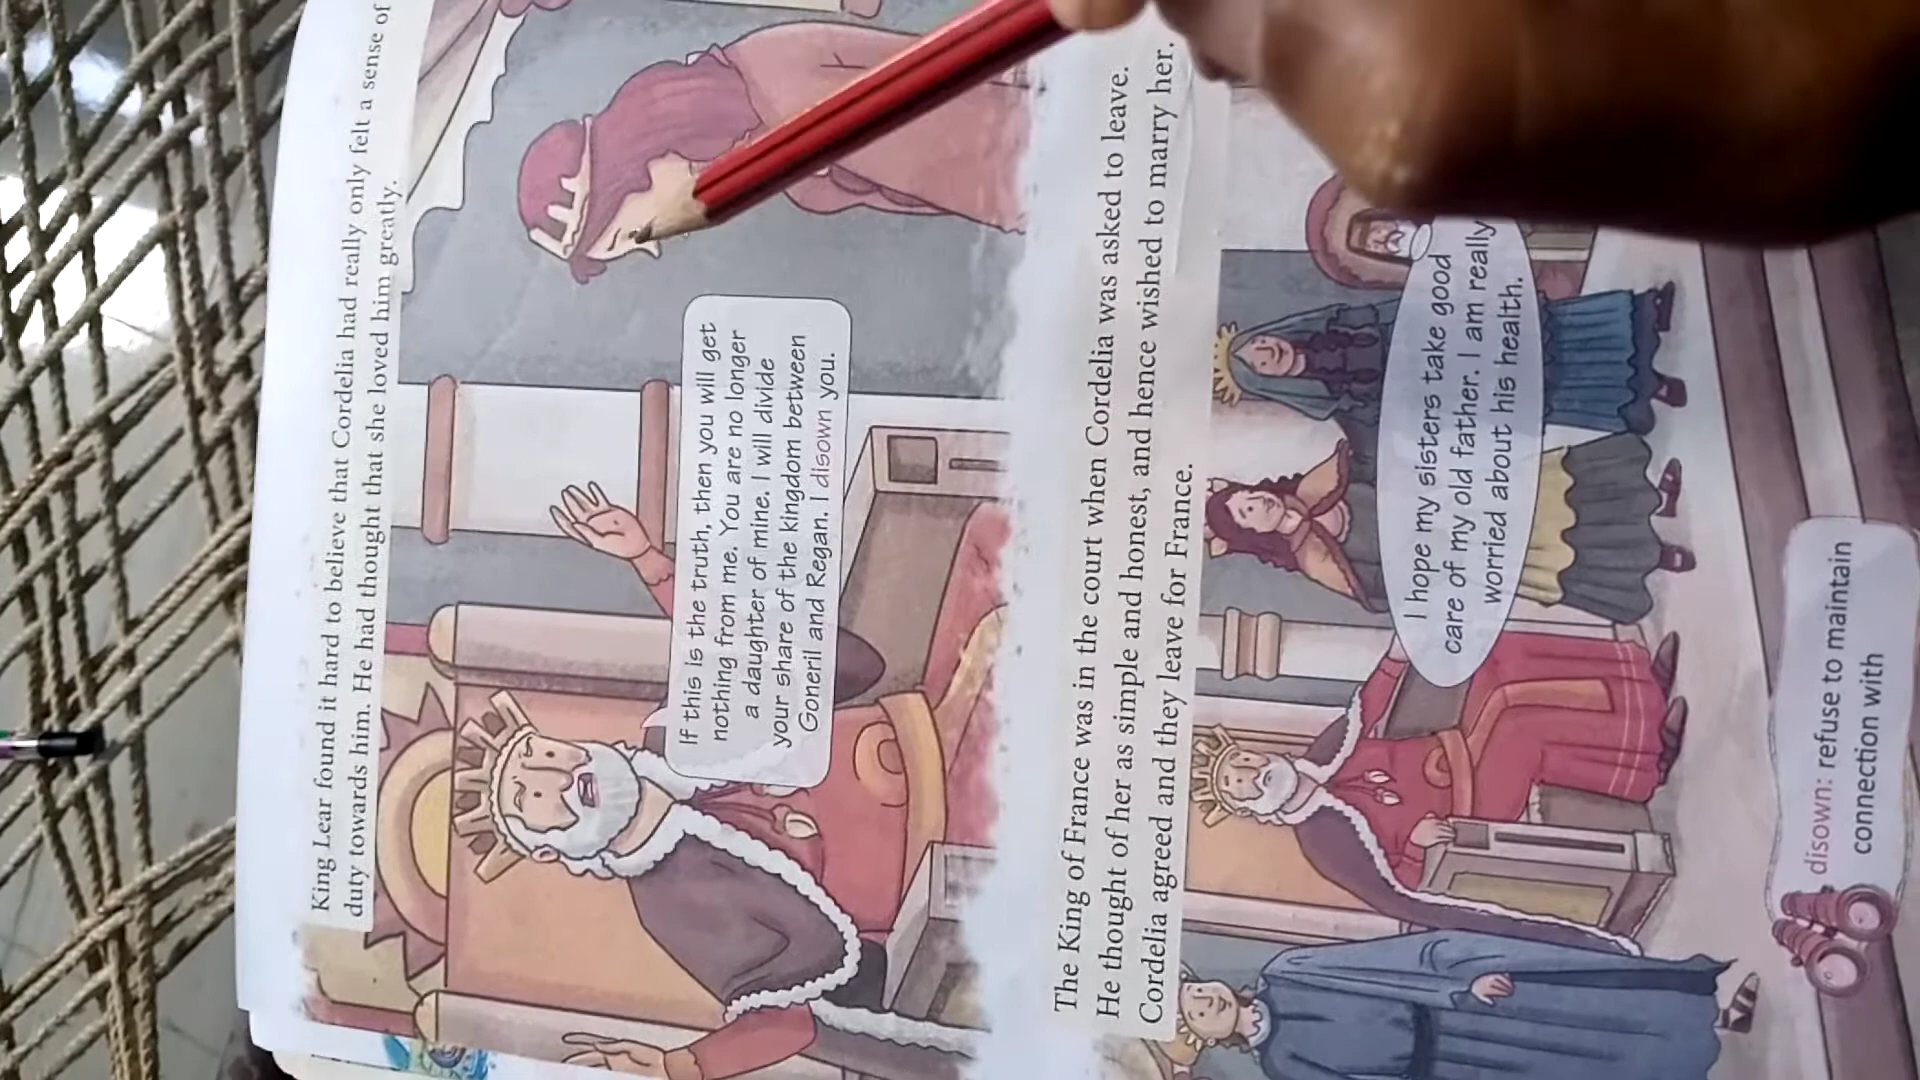 King Lear found it hard to believe that Cordelia had really only felt a sense of
duty towards him. He had thought that she loved him greatly.
If this is the truth, then you will get
nothing from me. You are no longer
a daughter of mine. I will divide
your share of the kingdom between
Goneril and Regan. I disown you.
The King of France was in the court when Cordelia was asked to leave.
He thought of her as simple and honest, and hence wished to marry her.
Cordelia agreed and they leave for France.
I hope my sisters take good
care of my old father. I am really
worried about his health.
disown: refuse to maintain
connection with